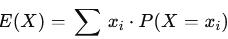 E(X) = ∑ xᵢ · P(X = xᵢ)